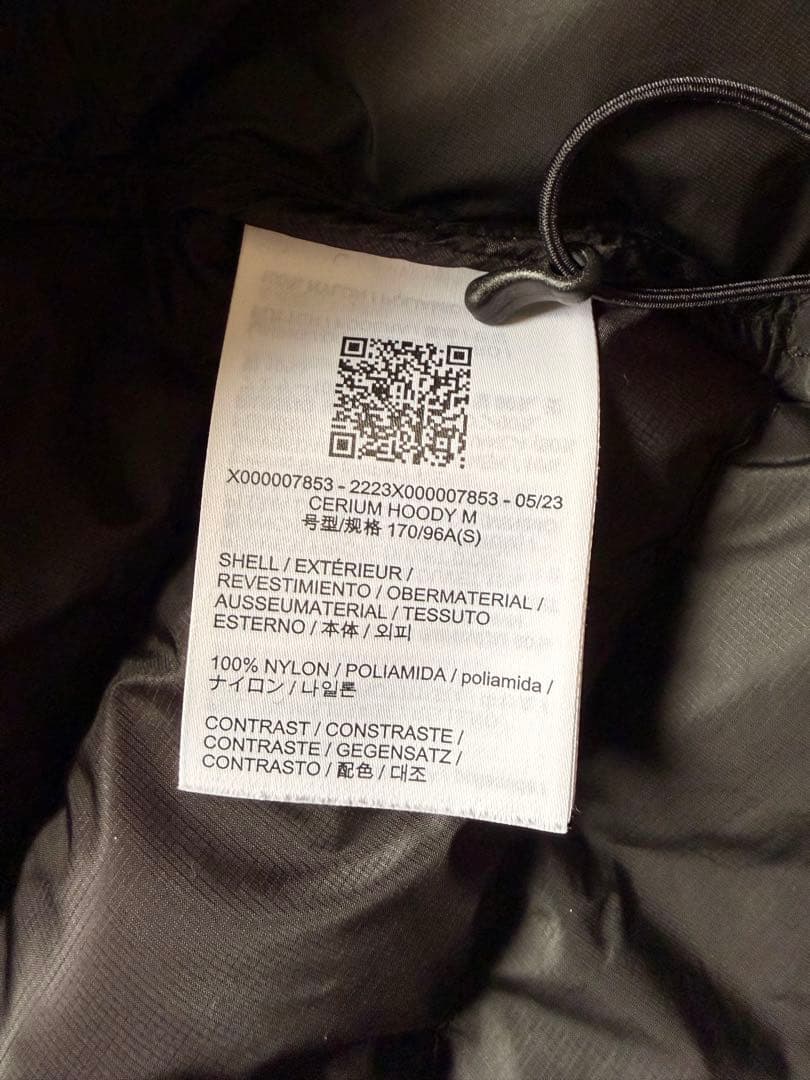 X000007853 - 2223X000007853 - 05/23
CERIUM HOODY M
号型/规格 170/96A(S)
SHELL / EXTÉRIEUR /
REVESTIMIENTO / OBERMATERIAL /
AUSSEUMATERIAL / TESSUTO
ESTERNO / 本体 / 외피
100% NYLON / POLIAMIDA / poliamida /
ナイロン / 나일론
CONTRAST / CONSTRASTE /
CONTRASTE / GEGENSATZ /
CONTRASTO / 配色 / 대조